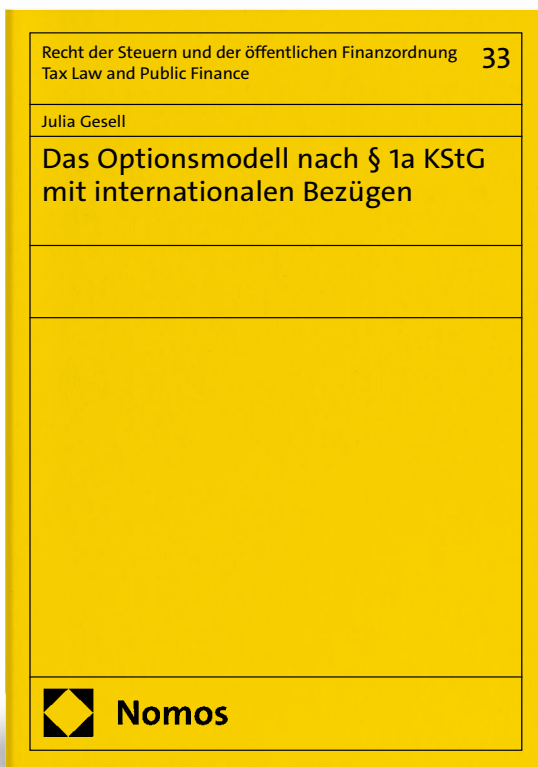 Recht der Steuern und der öffentlichen Finanzordnung 33
Tax Law and Public Finance
Julia Gesell
Das Optionsmodell nach § 1a KStG
mit internationalen Bezügen
Nomos